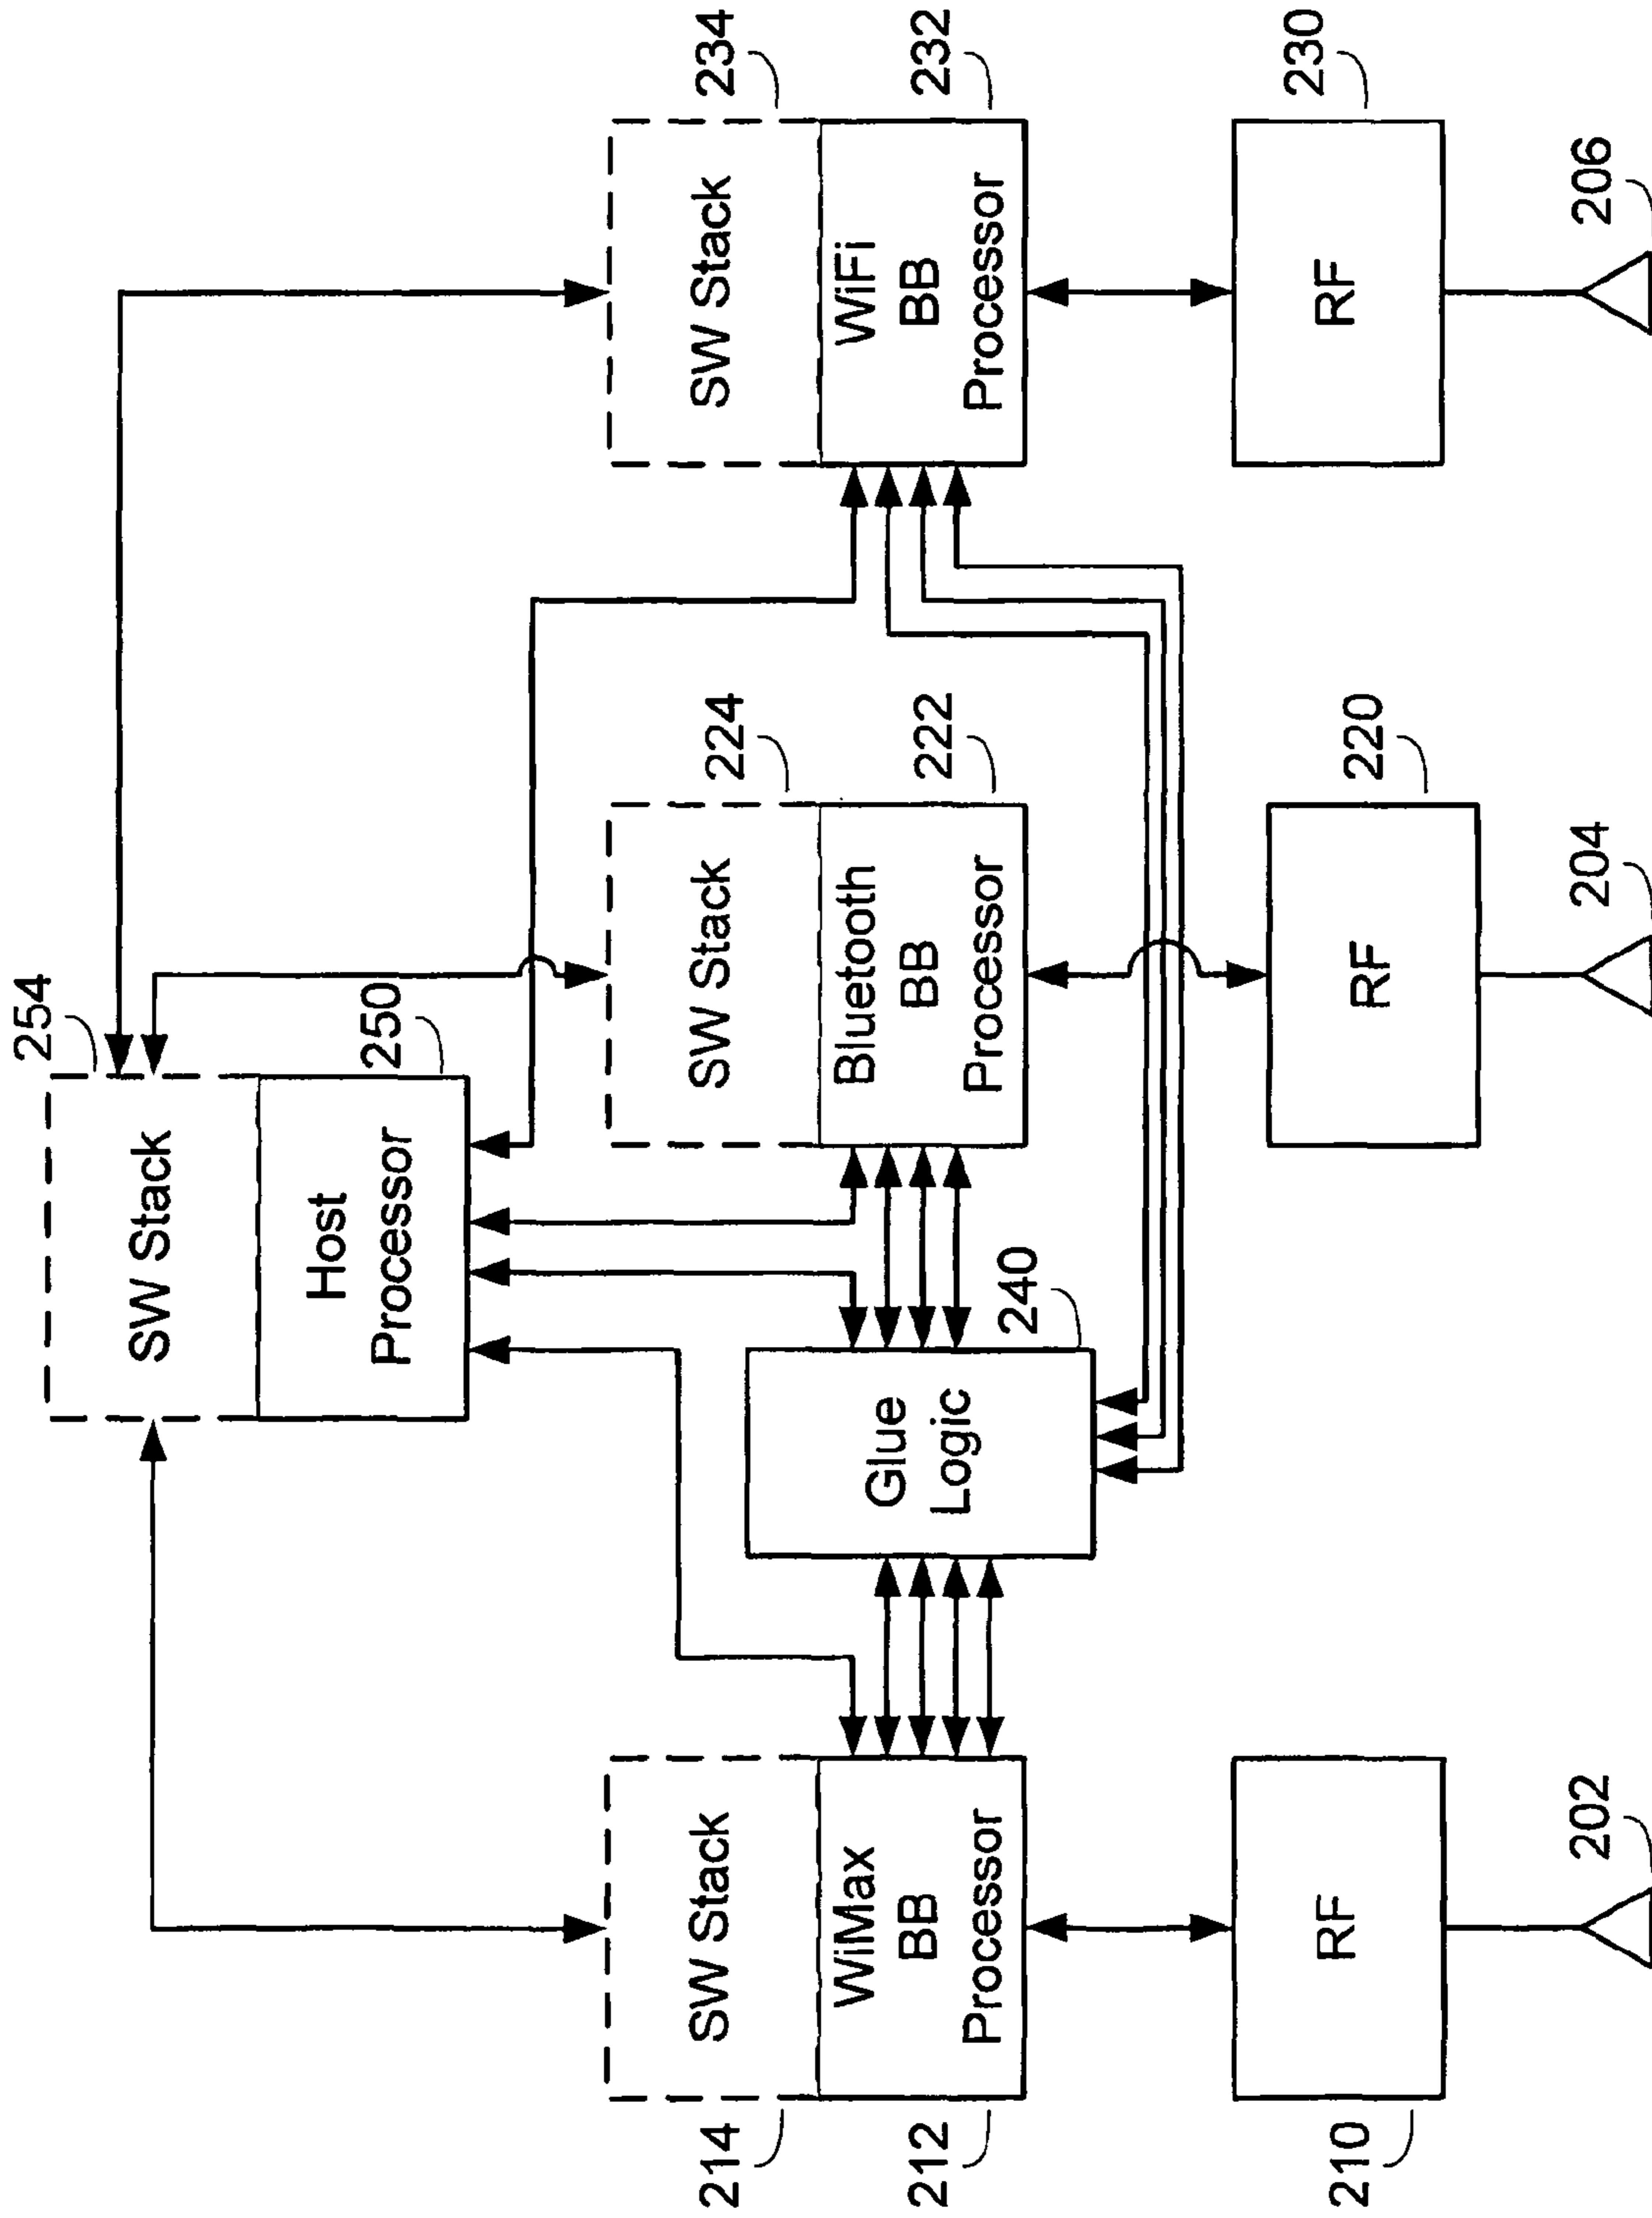 254
SW Stack
250
Host
Processor
214
SW Stack
212
WiMax
BB
Processor
240
Glue
Logic
224
SW Stack
222
Bluetooth
BB
Processor
234
SW Stack
232
WiFi
BB
Processor
210
RF
220
RF
230
RF
202
204
206